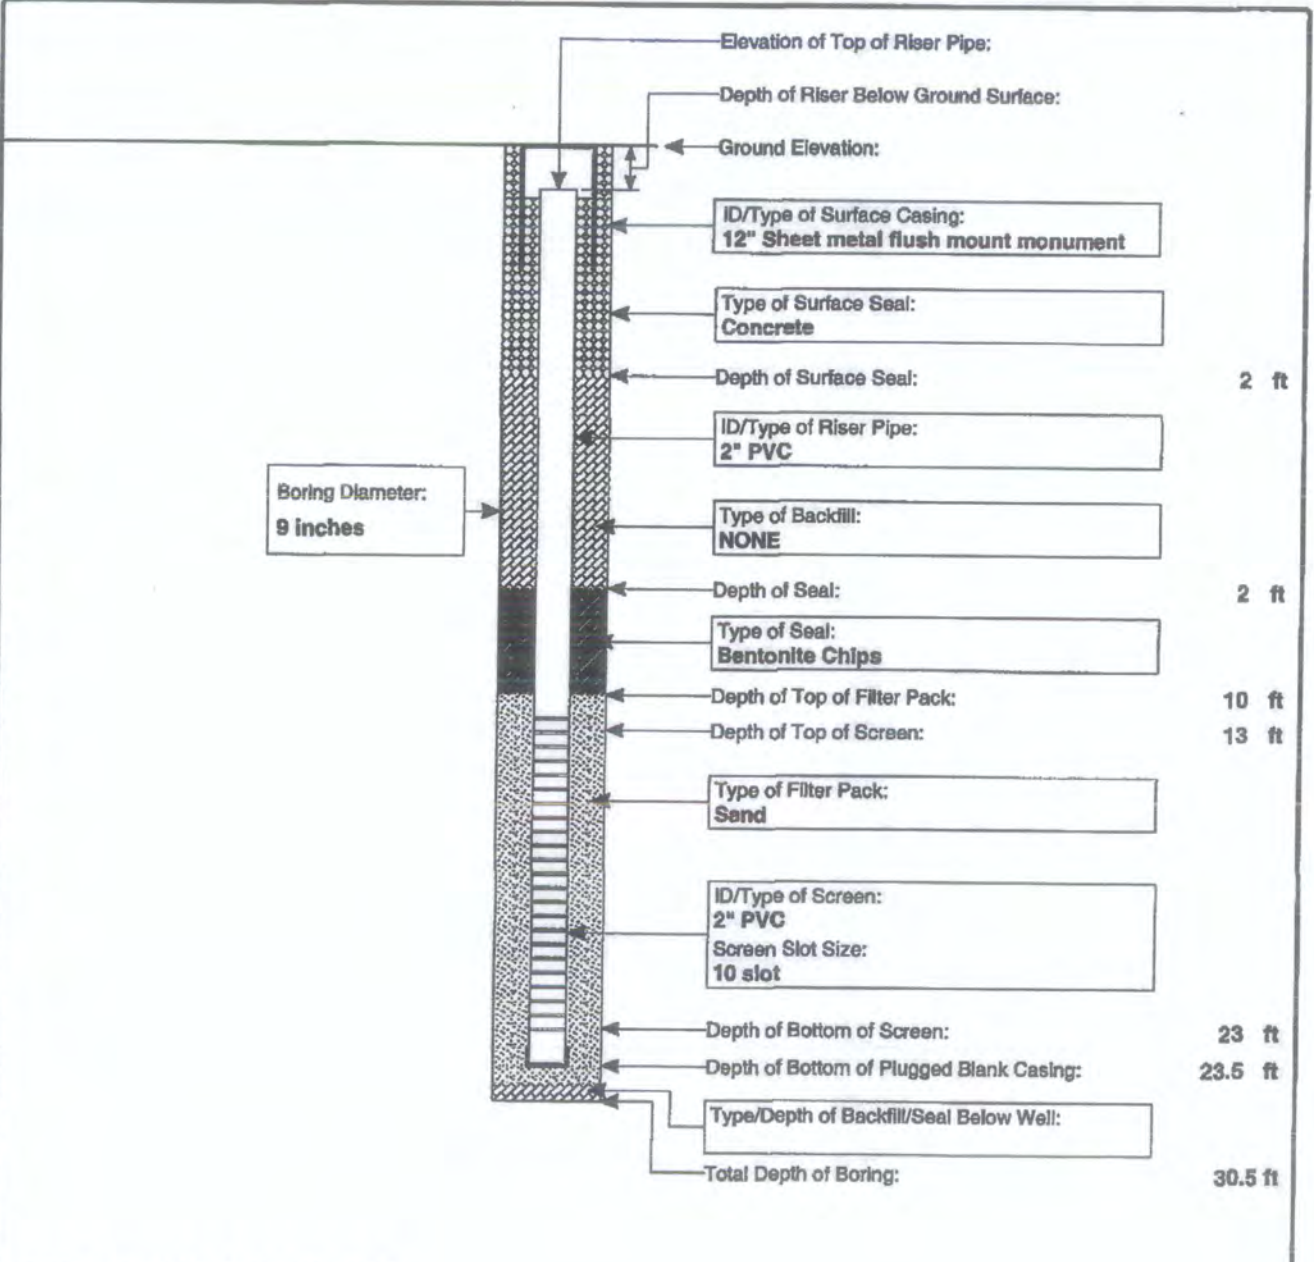 Elevation of Top of Riser Pipe:
Depth of Riser Below Ground Surface:
Ground Elevation:
ID/Type of Surface Casing:
12" Sheet metal flush mount monument
Type of Surface Seal:
Concrete
Depth of Surface Seal: 2 ft
ID/Type of Riser Pipe:
2" PVC
Boring Diameter:
9 inches
Type of Backfill:
NONE
Depth of Seal: 2 ft
Type of Seal:
Bentonite Chips
Depth of Top of Filter Pack: 10 ft
Depth of Top of Screen: 13 ft
Type of Filter Pack:
Sand
ID/Type of Screen:
2" PVC
Screen Slot Size:
10 slot
Depth of Bottom of Screen: 23 ft
Depth of Bottom of Plugged Blank Casing: 23.5 ft
Type/Depth of Backfill/Seal Below Well:
Total Depth of Boring: 30.5 ft